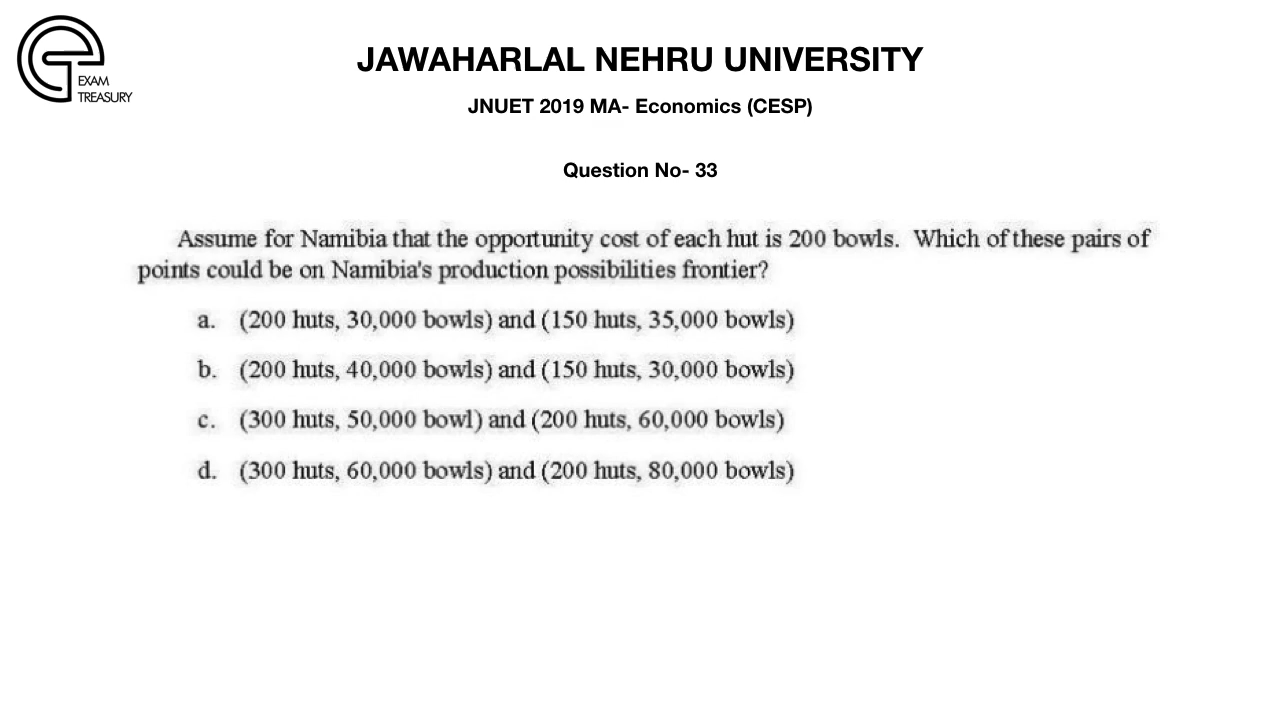 EXAM
TREASURY
JAWAHARLAL NEHRU UNIVERSITY
JNUET 2019 MA- Economics (CESP)
Question No- 33
Assume for Namibia that the opportunity cost of each hut is 200 bowls. Which of these pairs of
points could be on Namibia's production possibilities frontier?
a. (200 huts, 30,000 bowls) and (150 huts, 35,000 bowls)
b. (200 huts, 40,000 bowls) and (150 huts, 30,000 bowls)
c. (300 huts, 50,000 bowl) and (200 huts, 60,000 bowls)
d. (300 huts, 60,000 bowls) and (200 huts, 80,000 bowls)